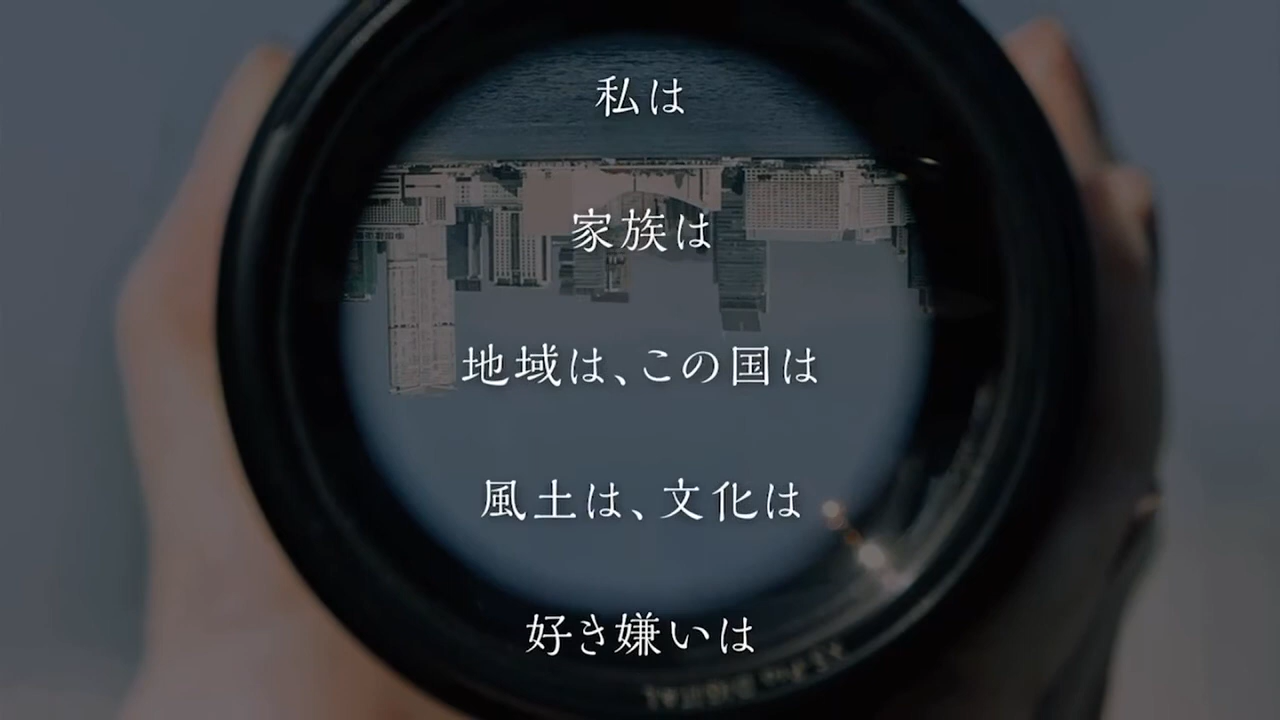 私は
家族は
地域は、この国は
風土は、文化は
好き嫌いは